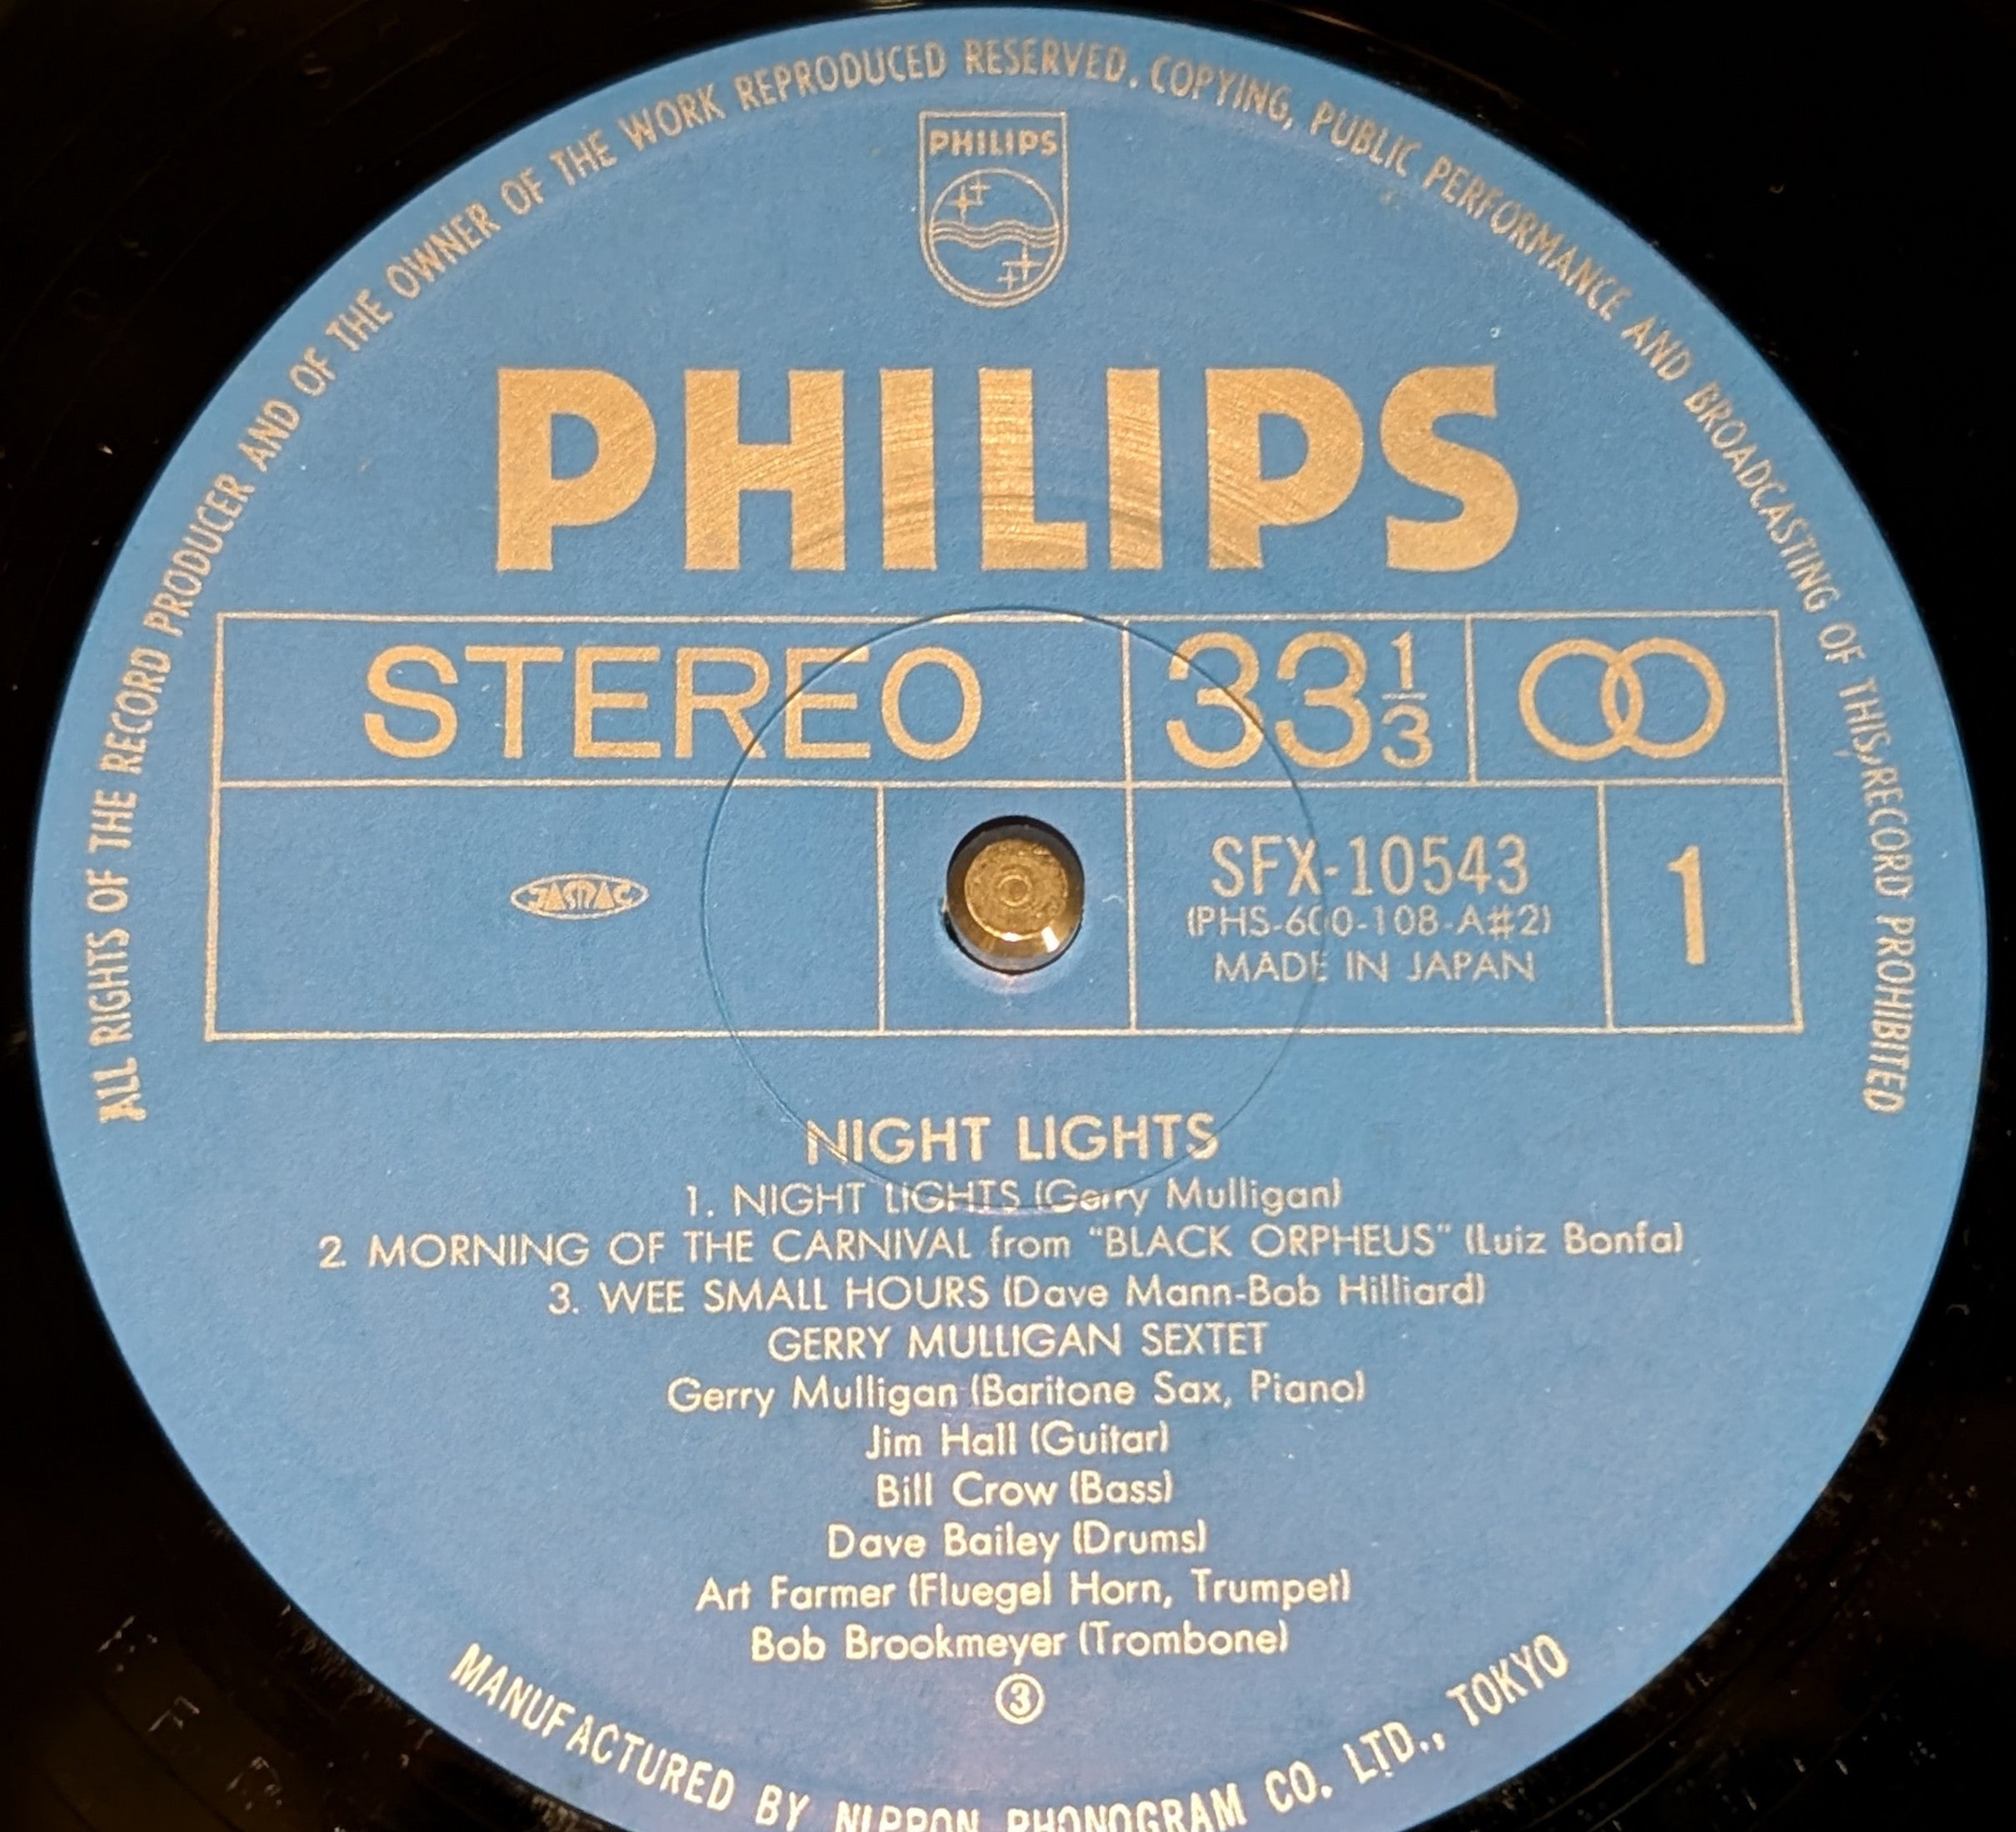 ALL RIGHTS OF THE RECORD PRODUCER AND OF THE OWNER OF THE WORK REPRODUCED RESERVED. COPYING, PUBLIC PERFORMANCE AND BROADCASTING OF THIS RECORD PROHIBITED
PHILIPS
PHILIPS
STEREO
33 1/3
JASRAC
SFX-10543
(PHS-600-108-A#2)
MADE IN JAPAN
1
NIGHT LIGHTS
1. NIGHT LIGHTS (Gerry Mulligan)
2. MORNING OF THE CARNIVAL from "BLACK ORPHEUS" (Luiz Bonfa)
3. WEE SMALL HOURS (Dave Mann-Bob Hilliard)
GERRY MULLIGAN SEXTET
Gerry Mulligan (Baritone Sax, Piano)
Jim Hall (Guitar)
Bill Crow (Bass)
Dave Bailey (Drums)
Art Farmer (Fluegel Horn, Trumpet)
Bob Brookmeyer (Trombone)
③
MANUFACTURED BY NIPPON PHONOGRAM CO. LTD., TOKYO